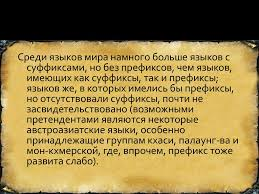 Среди языков мира намного больше языков с
суффиксами, но без префиксов, чем языков,
имеющих как суффиксы, так и префиксы;
языков же, в которых имелись бы префиксы,
но отсутствовали суффиксы, почти не
засвидетельствовано (возможными
претендентами являются некоторые
австроазиатские языки, особенно
принадлежащие группам кхаси, палаунг-ва и
мон-кхмерской, где, впрочем, префикс тоже
развита слабо).